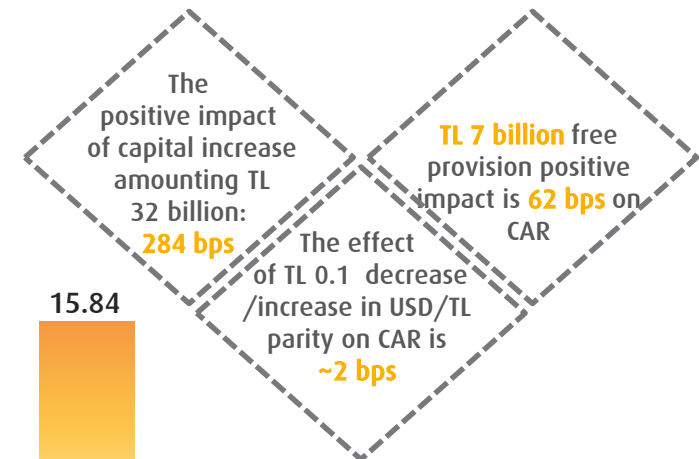 The
positive impact
of capital increase
amounting TL
32 billion:
284 bps
TL 7 billion free
provision positive
impact is 62 bps on
CAR
The effect
of TL 0.1 decrease
/increase in USD/TL
parity on CAR is
~2 bps
15.84